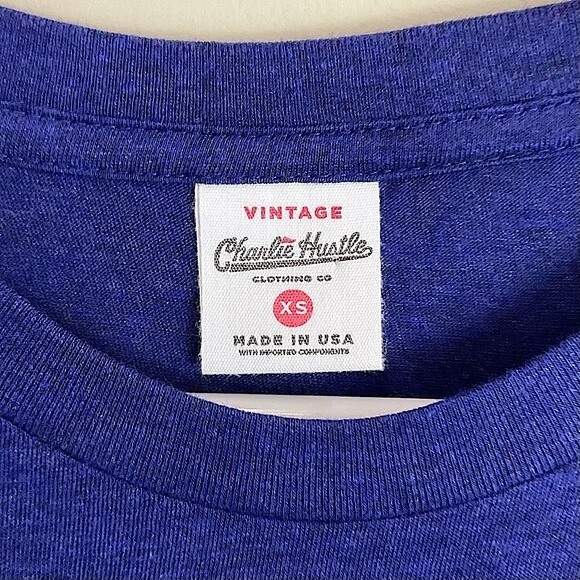 VINTAGE
Charlie Hustle
CLOTHING CO
XS
MADE IN USA
WITH IMPORTED COMPONENTS